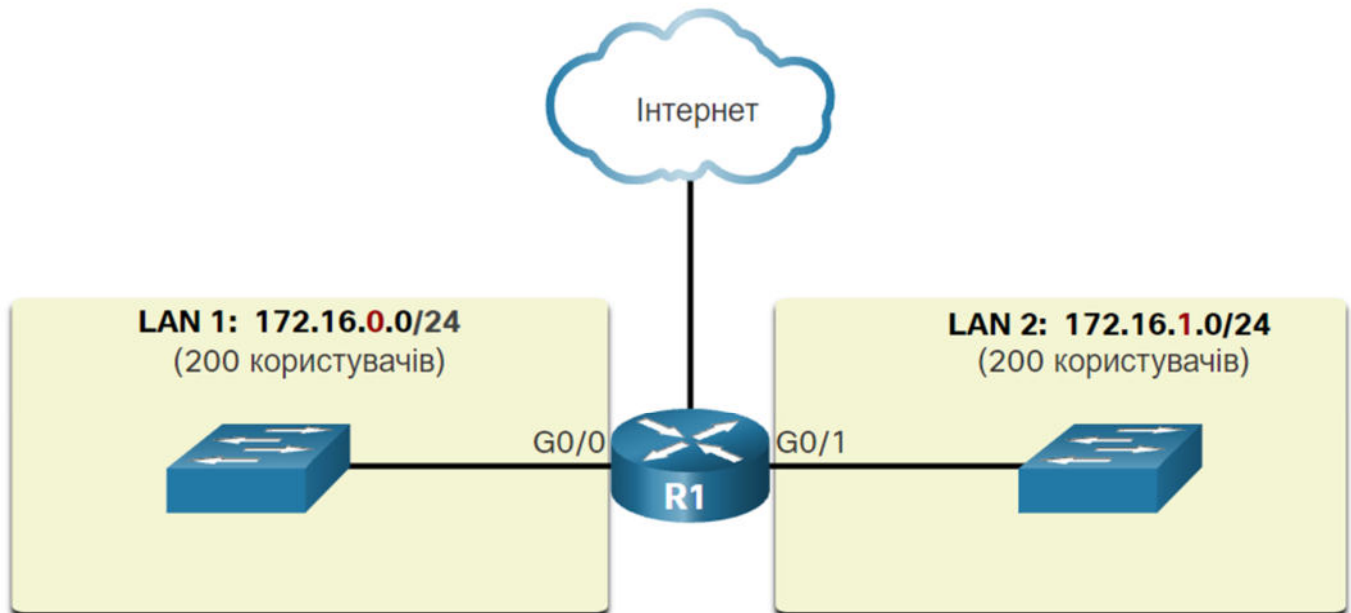 Інтернет
LAN 1: 172.16.0.0/24
(200 користувачів)
LAN 2: 172.16.1.0/24
(200 користувачів)
G0/0
G0/1
R1